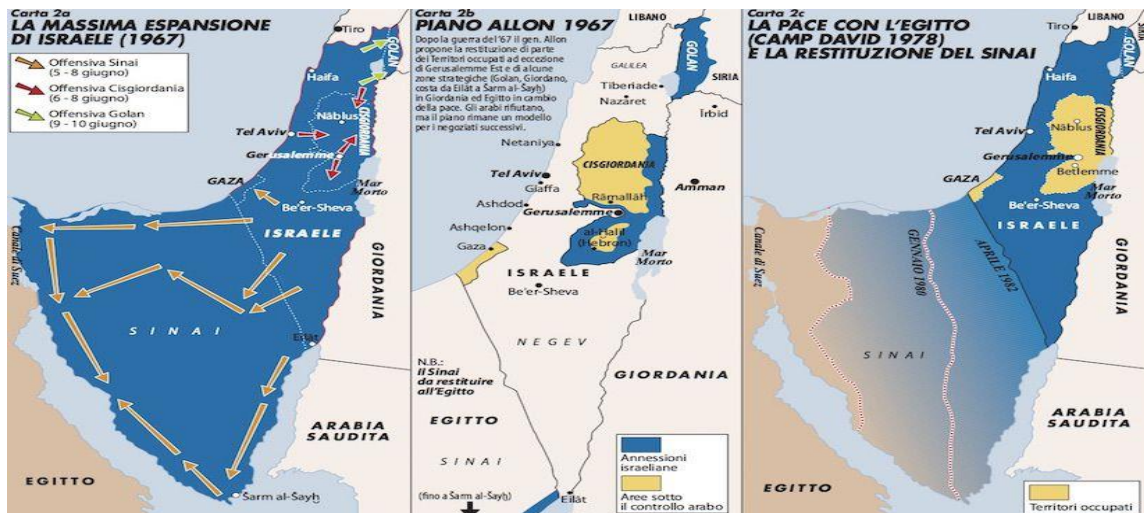 Carta 2a
LA MASSIMA ESPANSIONE
DI ISRAELE (1967)
Offensiva Sinai
(5 - 8 giugno)
Offensiva Cisgiordania
(6 - 8 giugno)
Offensiva Golan
(9 - 10 giugno)
LIBANO
Tiro
GOLAN
Haifa
Nāblus
CISGIORDANIA
Tel Aviv
Gerusalemme
GAZA
Mar
Morto
Be'er-Sheva
ISRAELE
Canale di Suez
GIORDANIA
SINAI
Eilāt
ARABIA
SAUDITA
EGITTO
Šarm al-Šayḫ
Carta 2b
PIANO ALLON 1967
Dopo la guerra del '67 il gen. Allon
propone la restituzione di parte
dei Territori occupati ad eccezione
di Gerusalemme Est e di alcune
zone strategiche (Golan, Giordano,
costa da Eilāt a Šarm al-Šayḫ)
in Giordania ed Egitto in cambio
della pace. Gli arabi rifiutano,
ma il piano rimane un modello
per i negoziati successivi.
LIBANO
GOLAN
GALILEA
SIRIA
Tiberiade
Nazaret
Irbid
Netaniya
CISGIORDANIA
Tel Aviv
Giaffa
Rāmallāh
Amman
Ashdod
Gerusalemme
Ashqelon
al-Halīl
(Hebron)
Gaza
Mar
Morto
ISRAELE
Be'er-Sheva
NEGEV
N.B.:
Il Sinai
da restituire
all'Egitto
GIORDANIA
EGITTO
SINAI
Annessioni
israeliane
Aree sotto
il controllo arabo
(fino a Šarm al-Šayḫ)
Eilāt
Carta 2c
LA PACE CON L'EGITTO
(CAMP DAVID 1978)
E LA RESTITUZIONE DEL SINAI
LIBANO
Tiro
GOLAN
Haifa
Nāblus
CISGIORDANIA
Tel Aviv
Gerusalemme
Betlemme
GAZA
Mar
Morto
Be'er-Sheva
ISRAELE
Canale di Suez
GENNAIO 1980
APRILE 1982
GIORDANIA
SINAI
ARABIA
SAUDITA
EGITTO
Territori occupati